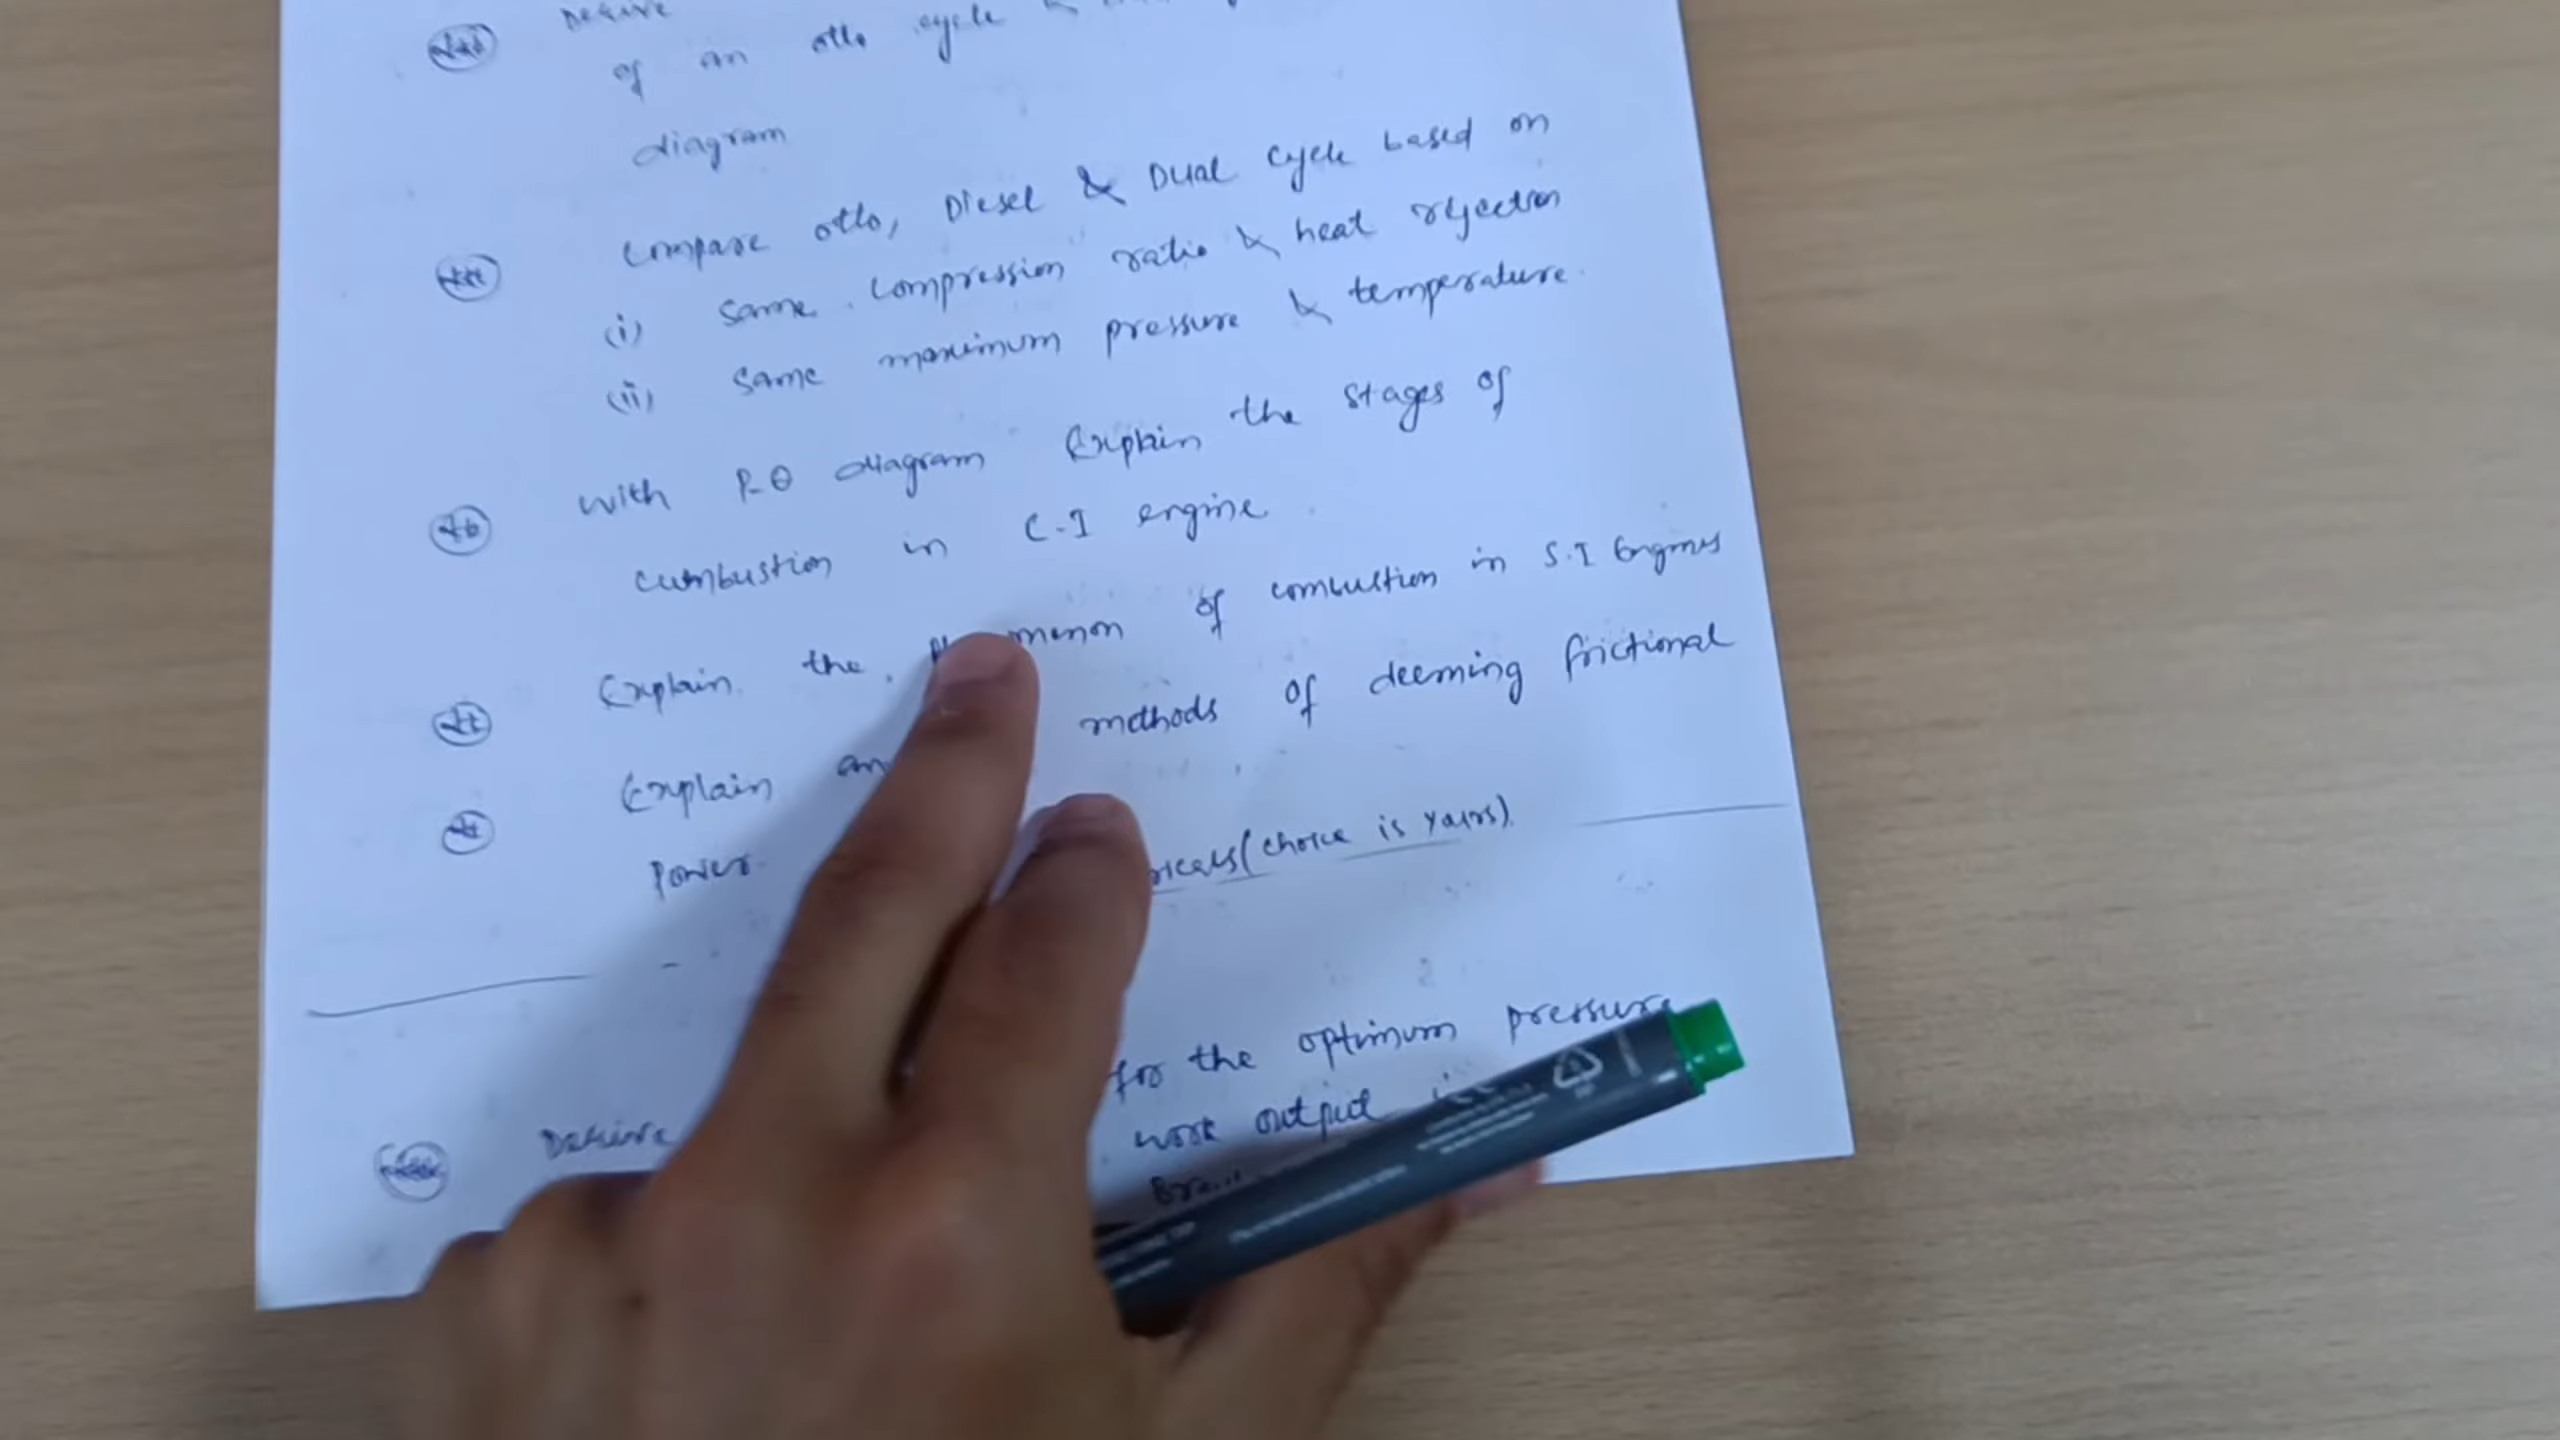 Derive
of an otto cycle &
diagram
Compare otto, Diesel & Dual cycle based on
(i) same compression ratio & heat rejection
(ii) same maximum pressure & temperature.
with P-θ diagram Explain the stages of
cumbustion in C-I engine.
Explain the menon of combustion in S.I Engines
Explain methods of deeming frictional
Power.
(choice is yours).
Derive for the optimum pressure
work output